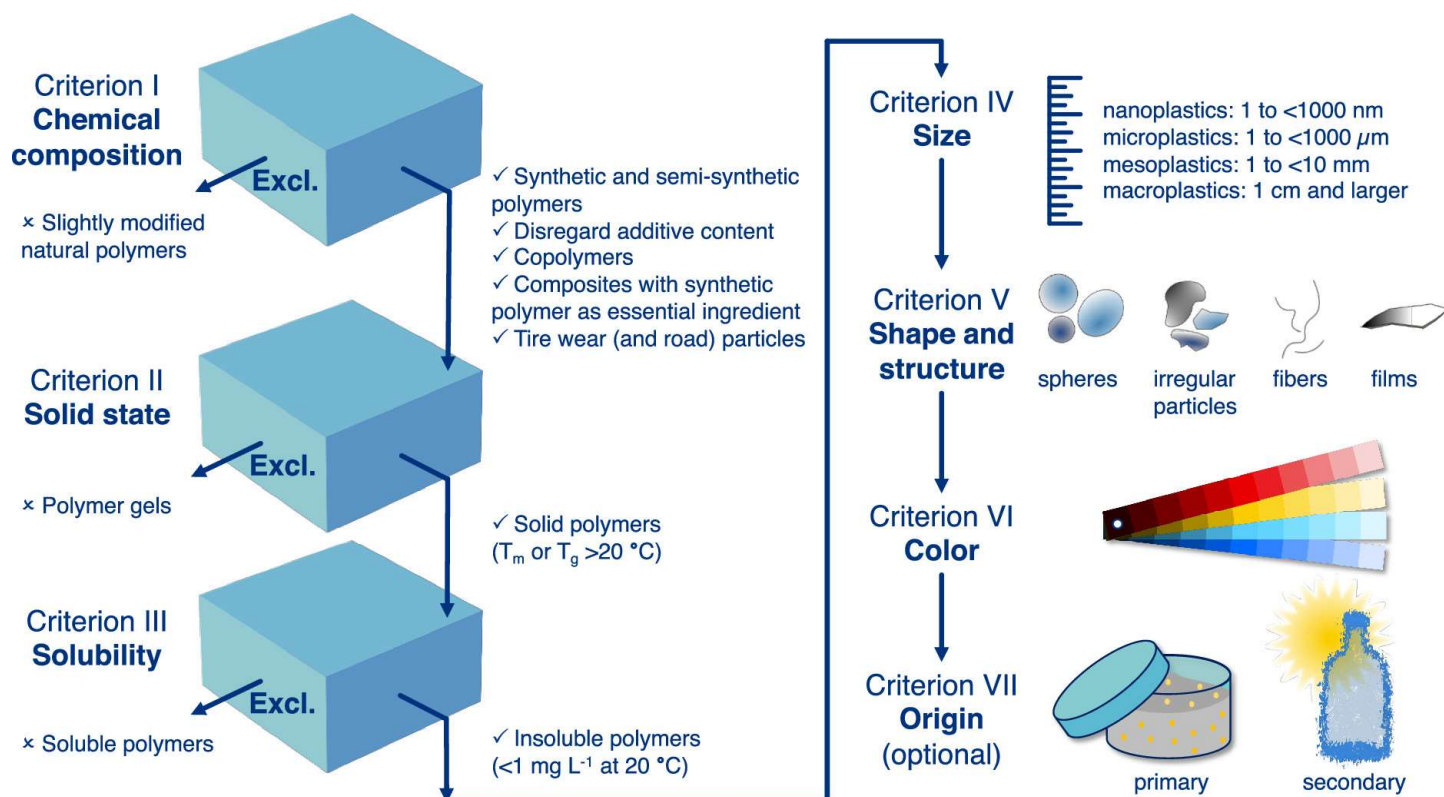 Criterion I
Chemical
composition
Excl.
× Slightly modified
natural polymers
✓ Synthetic and semi-synthetic
polymers
✓ Disregard additive content
✓ Copolymers
✓ Composites with synthetic
polymer as essential ingredient
✓ Tire wear (and road) particles
Criterion II
Solid state
Excl.
× Polymer gels
✓ Solid polymers
(Tm or Tg >20 °C)
Criterion III
Solubility
Excl.
× Soluble polymers
✓ Insoluble polymers
(<1 mg L⁻¹ at 20 °C)
Criterion IV
Size
nanoplastics: 1 to <1000 nm
microplastics: 1 to <1000 µm
mesoplastics: 1 to <10 mm
macroplastics: 1 cm and larger
Criterion V
Shape and
structure
spheres
irregular
particles
fibers
films
Criterion VI
Color
Criterion VII
Origin
(optional)
primary
secondary